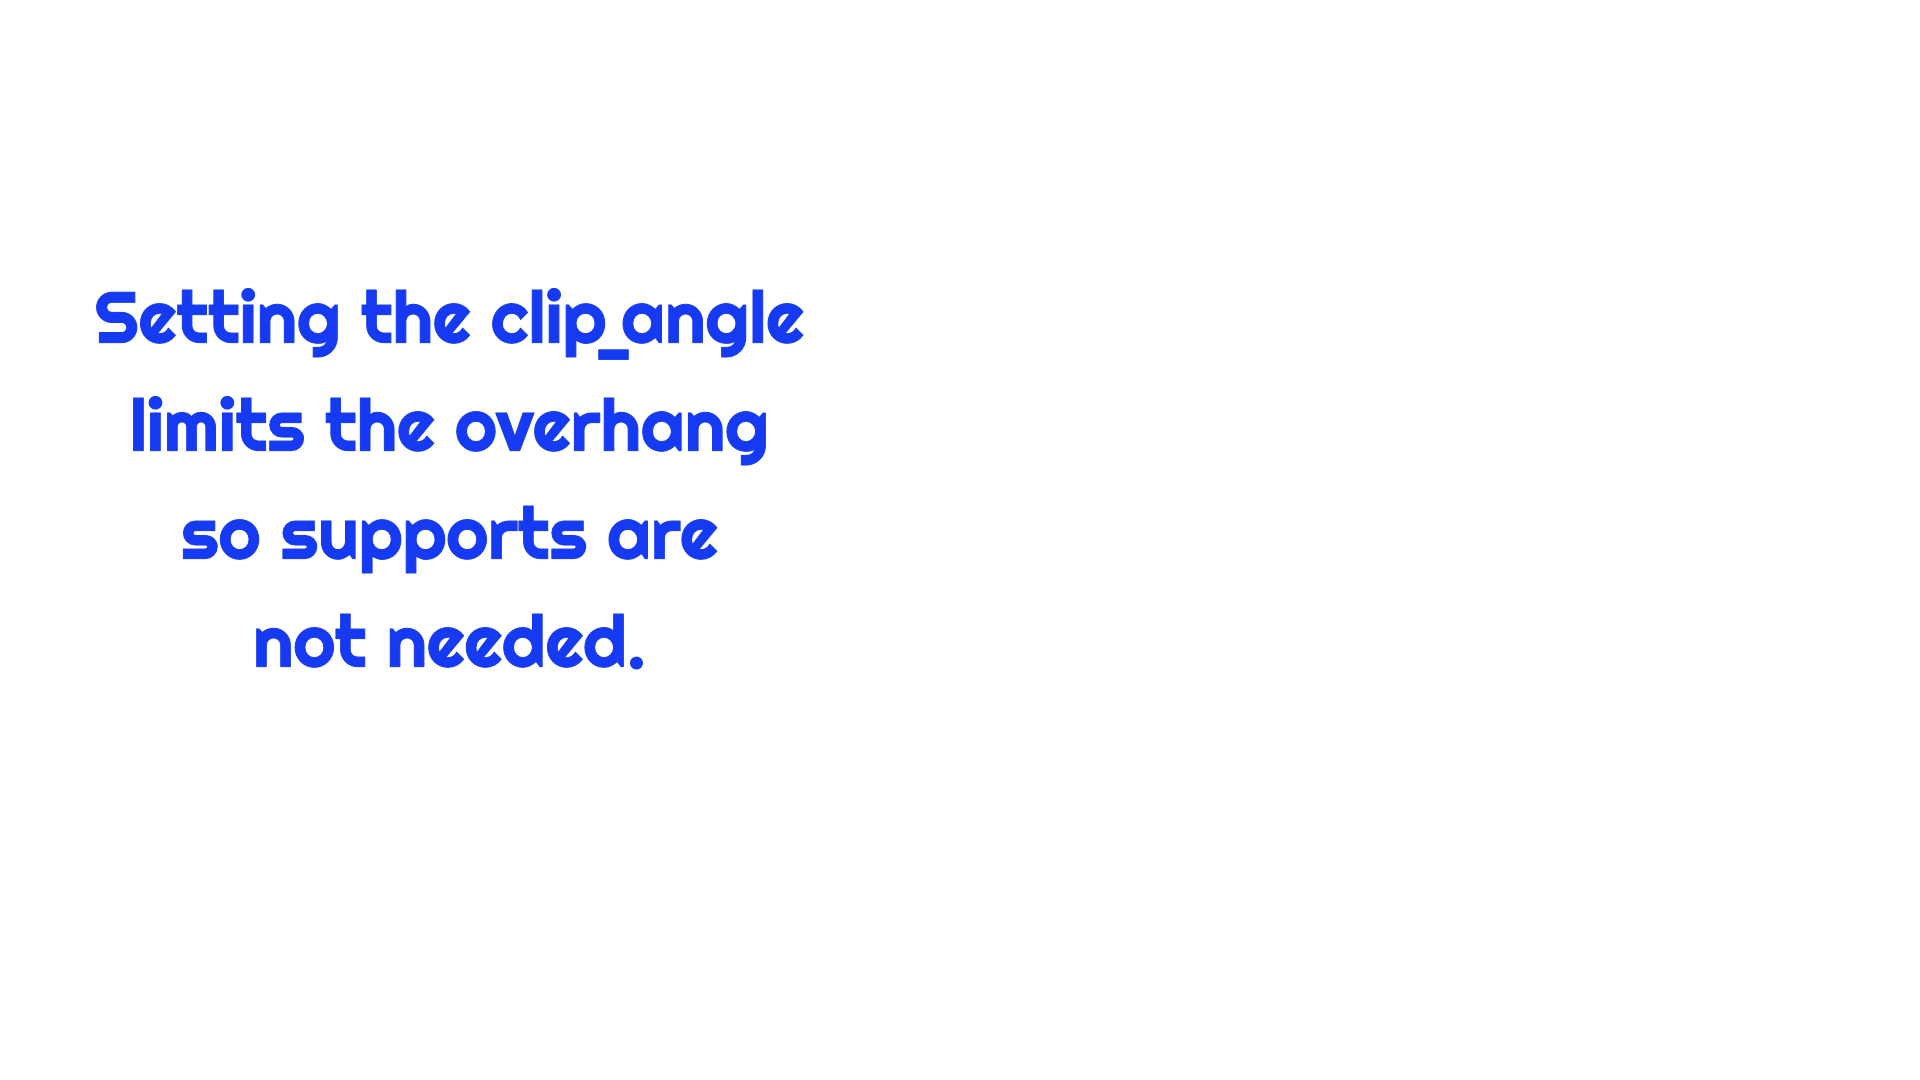 Setting the clip_angle
limits the overhang
so supports are
not needed.